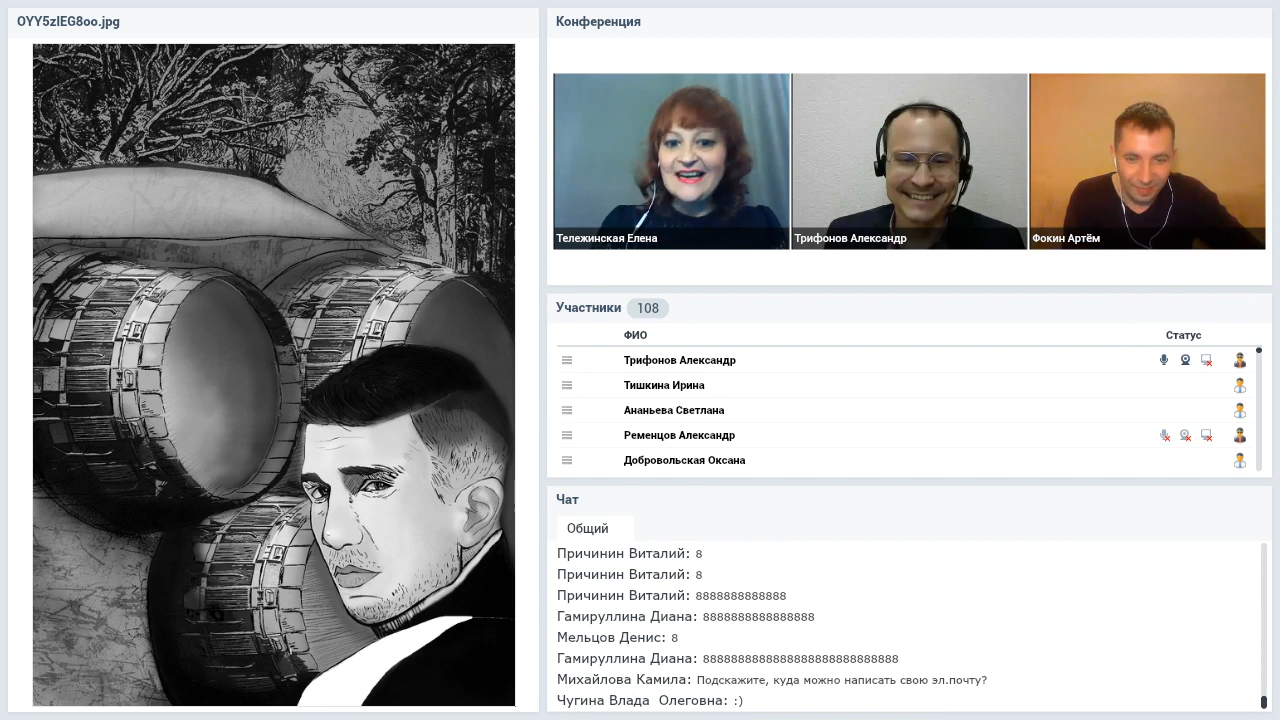 OYY5zlEG8oo.jpg
Конференция
Тележинская Елена
Трифонов Александр
Фокин Артём
Участники 108
ФИО Статус
Трифонов Александр
Тишкина Ирина
Ананьева Светлана
Ременцов Александр
Добровольская Оксана
Чат
Общий
Причинин Виталий: 8
Причинин Виталий: 8
Причинин Виталий: 8888888888888
Гамируллина Диана: 8888888888888888
Мельцов Денис: 8
Гамируллина Диана: 8888888888888888888888888888
Михайлова Камила: Подскажите, куда можно написать свою эл.почту?
Чугина Влада Олеговна: :)